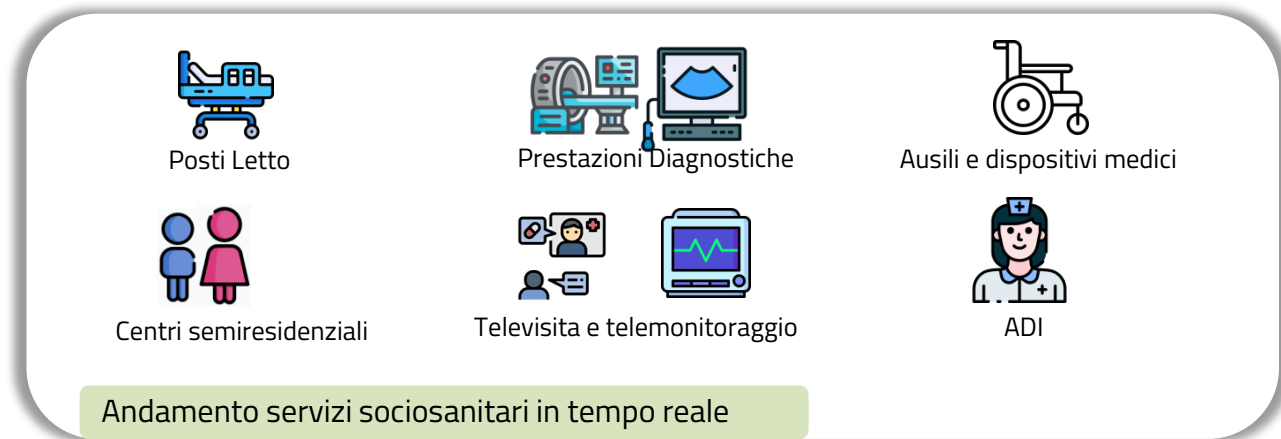 Posti Letto
Prestazioni Diagnostiche
Ausili e dispositivi medici
Centri semiresidenziali
Televisita e telemonitoraggio
ADI
Andamento servizi sociosanitari in tempo reale